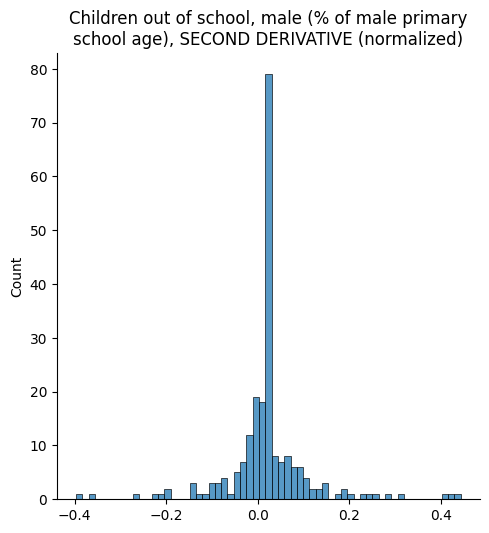 Children out of school, male (% of male primary
school age), SECOND DERIVATIVE (normalized)
80
70
60
50
40
30
20
10
0
Count
−0.4 −0.2 0.0 0.2 0.4